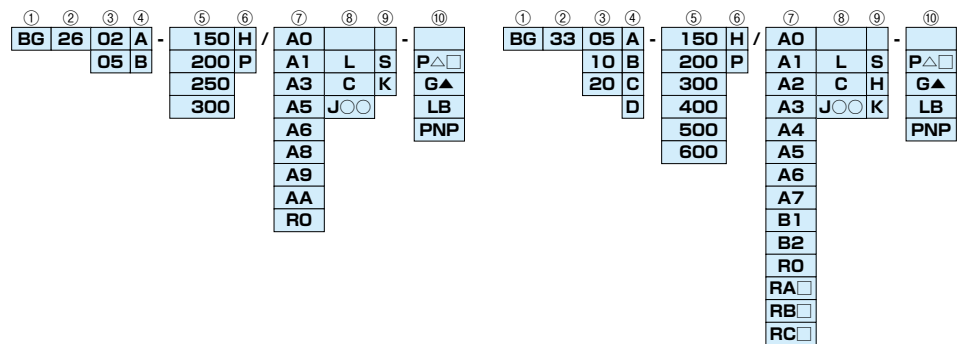 ① ② ③ ④ ⑤ ⑥ ⑦ ⑧ ⑨ ⑩ ① ② ③ ④ ⑤ ⑥ ⑦ ⑧ ⑨ ⑩
BG 26 02 A - 150 H / A0 - BG 33 05 A - 150 H / A0 -
05 B 200 P A1 L S P△□ 10 B 200 P A1 L S P△□
250 A3 C K G▲ 20 C 300 A2 C H G▲
300 A5 J○○ LB D 400 A3 J○○ K LB
A6 PNP 500 A4 PNP
A8 600 A5
A9 A6
AA A7
R0 B1
B2
R0
RA□
RB□
RC□